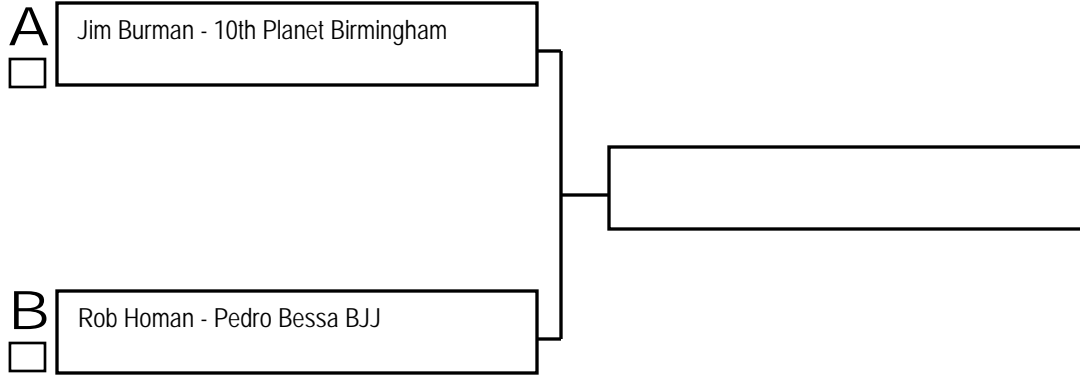 A
Jim Burman - 10th Planet Birmingham
B
Rob Homan - Pedro Bessa BJJ